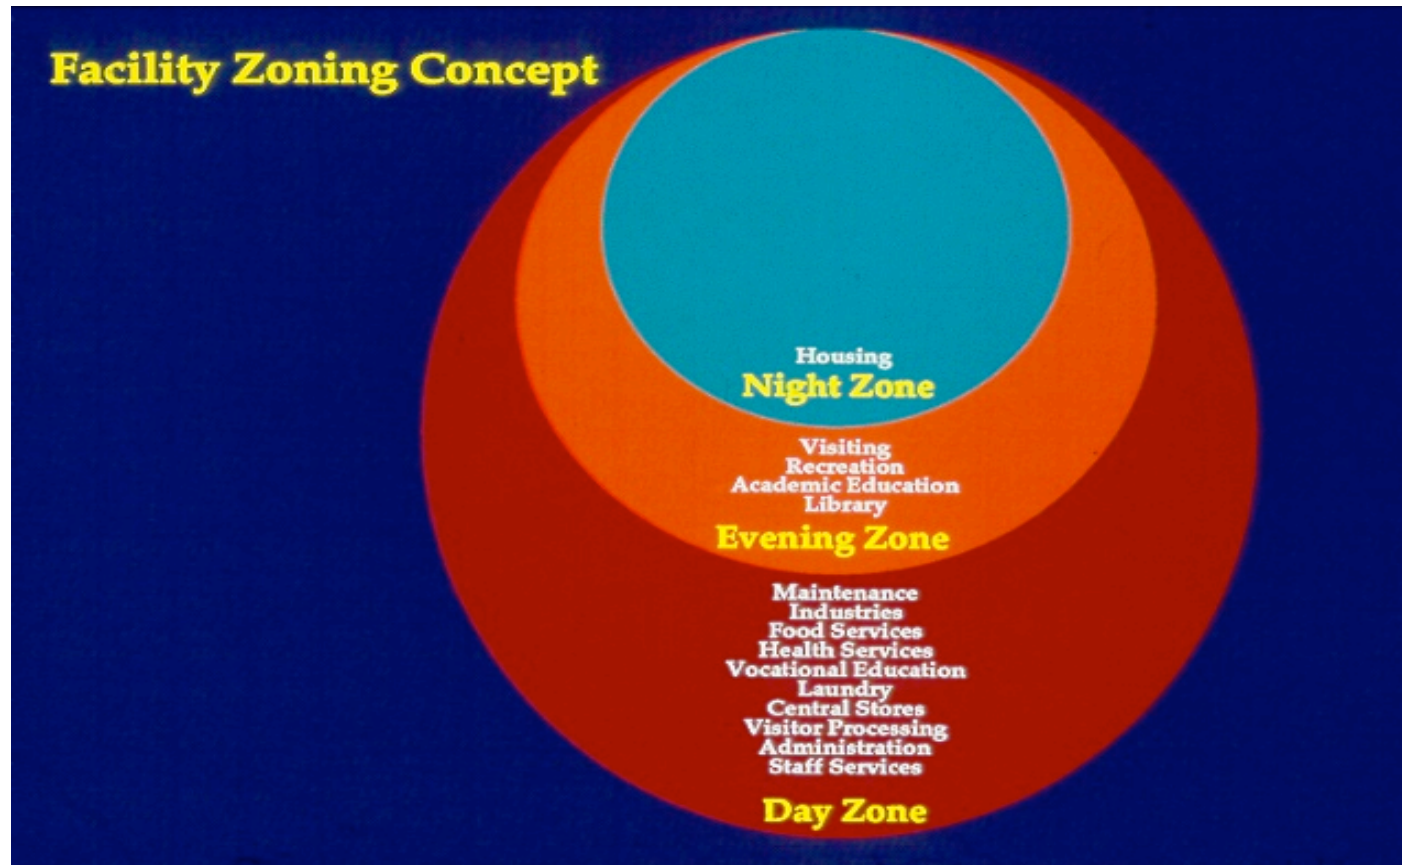 Facility Zoning Concept
Housing
Night Zone
Visiting
Recreation
Academic Education
Library
Evening Zone
Maintenance
Industries
Food Services
Health Services
Vocational Education
Laundry
Central Stores
Visitor Processing
Administration
Staff Services
Day Zone